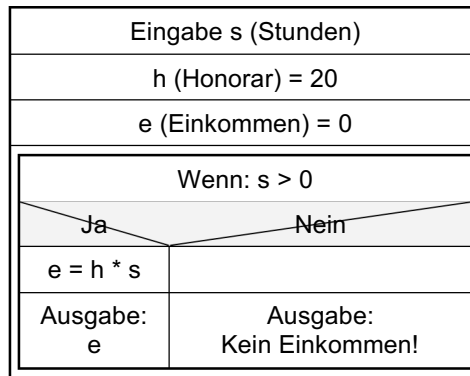 Eingabe s (Stunden)
h (Honorar) = 20
e (Einkommen) = 0
Wenn: s > 0
Ja
Nein
e = h * s
Ausgabe:
e
Ausgabe:
Kein Einkommen!